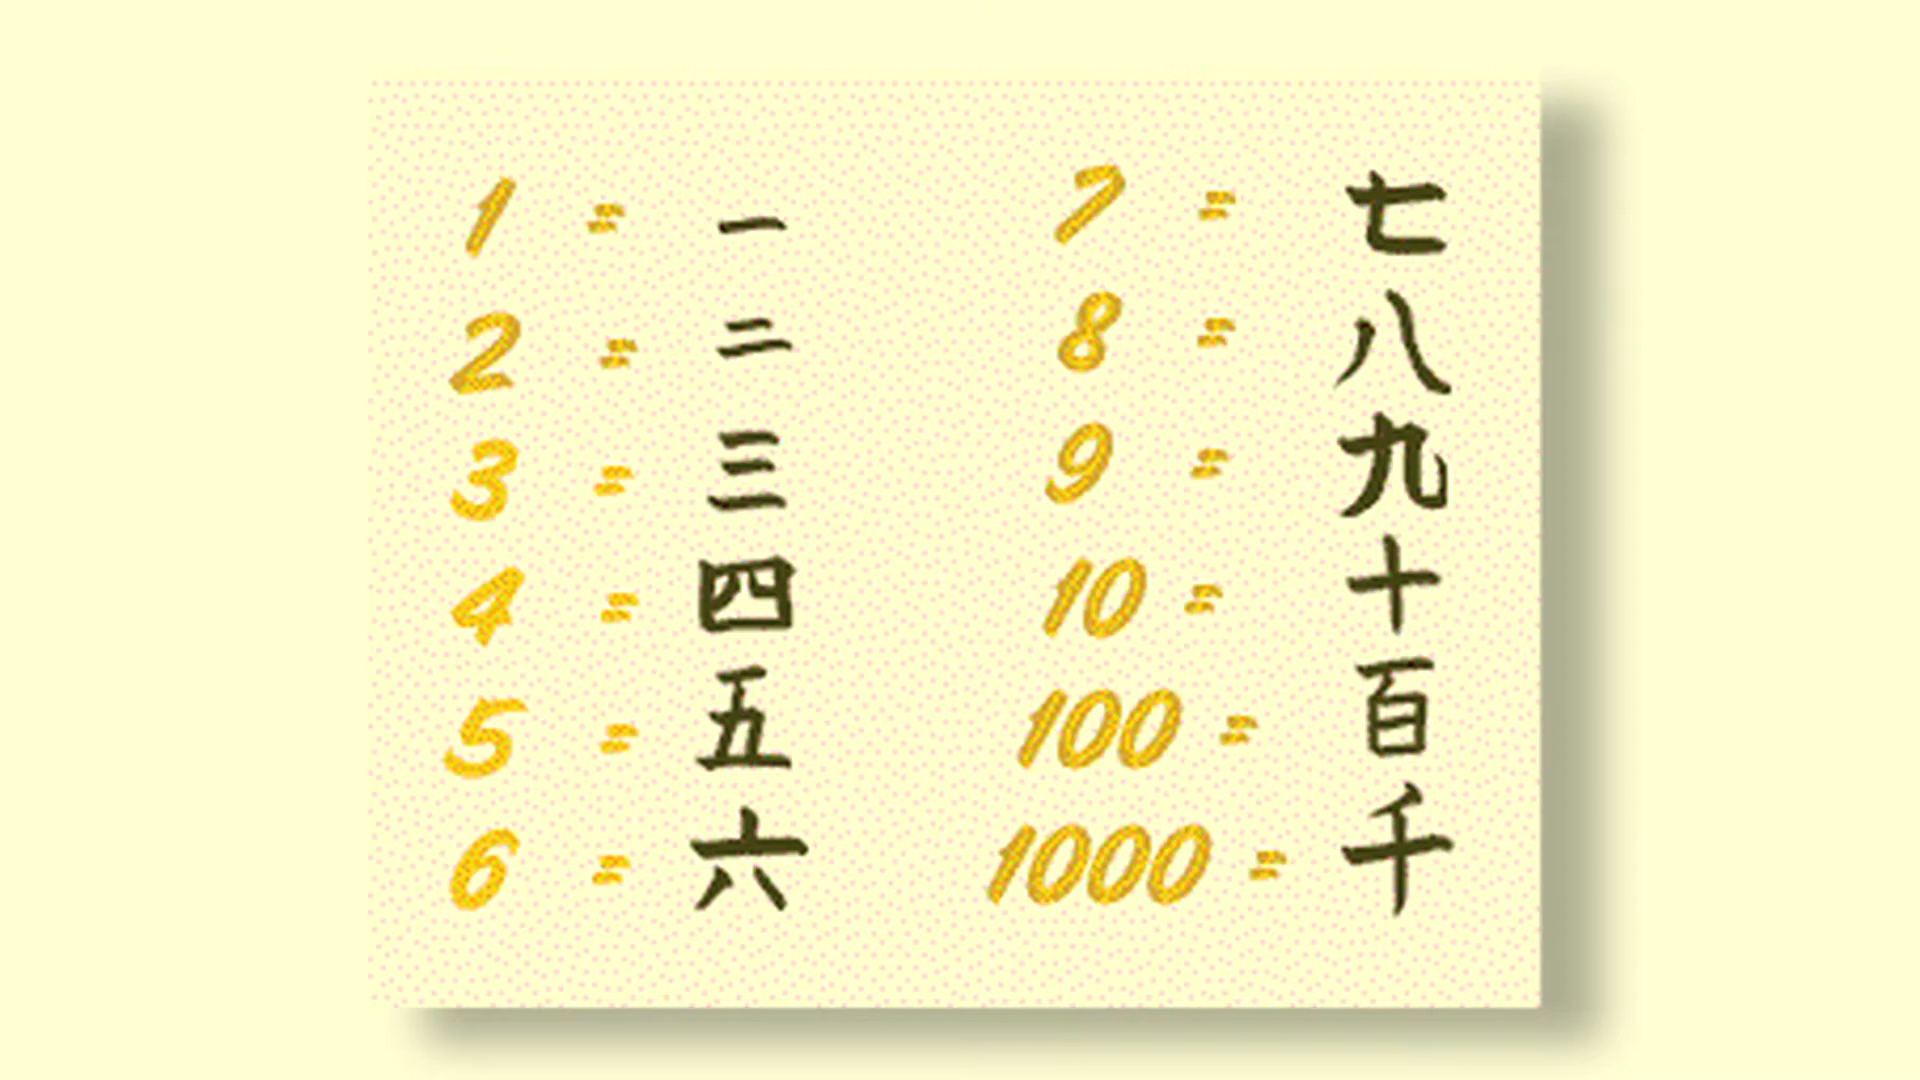 1 = 一
2 = 二
3 = 三
4 = 四
5 = 五
6 = 六
7 = 七
8 = 八
9 = 九
10 = 十
100 = 百
1000 = 千